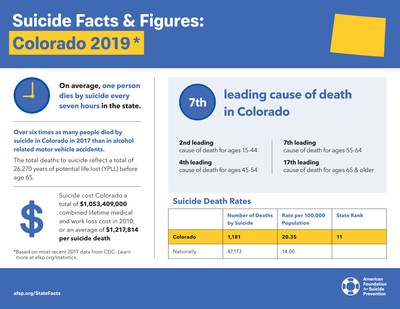 Suicide Facts & Figures:
Colorado 2019 *
On average, one person
dies by suicide every
seven hours in the state.
Over six times as many people died by
suicide in Colorado in 2017 than in alcohol
related motor vehicle accidents.
The total deaths to suicide reflect a total of
26,270 years of potential life lost (YPLL) before
age 65.
$
Suicide cost Colorado a
total of $1,053,409,000
combined lifetime medical
and work loss cost in 2010,
or an average of $1,217,814
per suicide death.
*Based on most recent 2017 data from CDC. Learn
more at afsp.org/statistics.
7th
leading cause of death
in Colorado
2nd leading
cause of death for ages 15-44
4th leading
cause of death for ages 45-54
7th leading
cause of death for ages 55-64
17th leading
cause of death for ages 65 & older
Suicide Death Rates
Number of Deaths by Suicide
Rate per 100,000 Population
State Rank
Colorado 1,181 20.35 11
Nationally 47,173 14.00
afsp.org/StateFacts
American
Foundation
for Suicide
Prevention